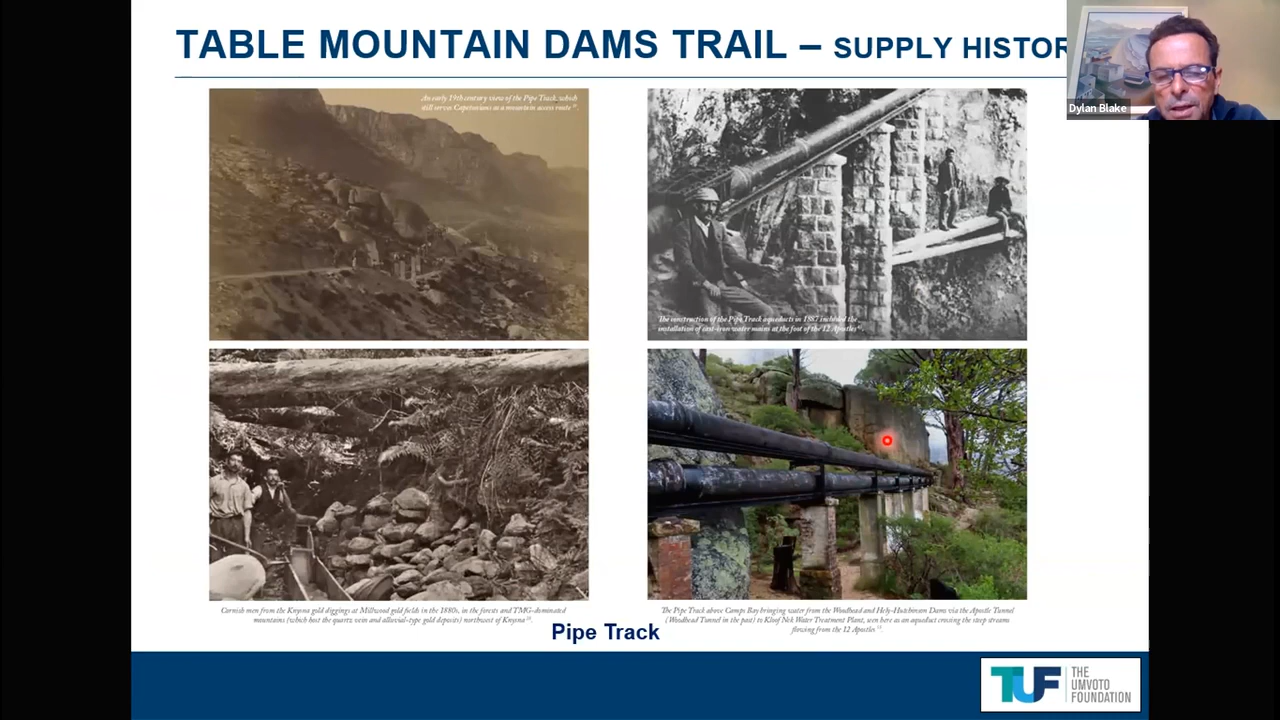 TABLE MOUNTAIN DAMS TRAIL – SUPPLY HISTOR
Dylan Blake
An early 19th century view of the Pipe Track, which
still serves Capetonians as a mountain access route
The construction of the Pipe Track aqueducts in 1887 included the
installation of cast-iron water mains at the foot of the 12 Apostles
Cornish men from the Knysna gold diggings at Millwood gold fields in the 1880s, in the forests and TMG-dominated
mountains (which host the quartz vein and alluvial-type gold deposits) northwest of Knysna
The Pipe Track above Camps Bay bringing water from the Woodhead and Hely-Hutchinson Dams via the Apostle Tunnel
(Woodhead Tunnel in the past) to Kloof Nek Water Treatment Plant, seen here as an aqueduct crossing the steep streams
flowing from the 12 Apostles
Pipe Track
TUF
THE
UMVOTO
FOUNDATION